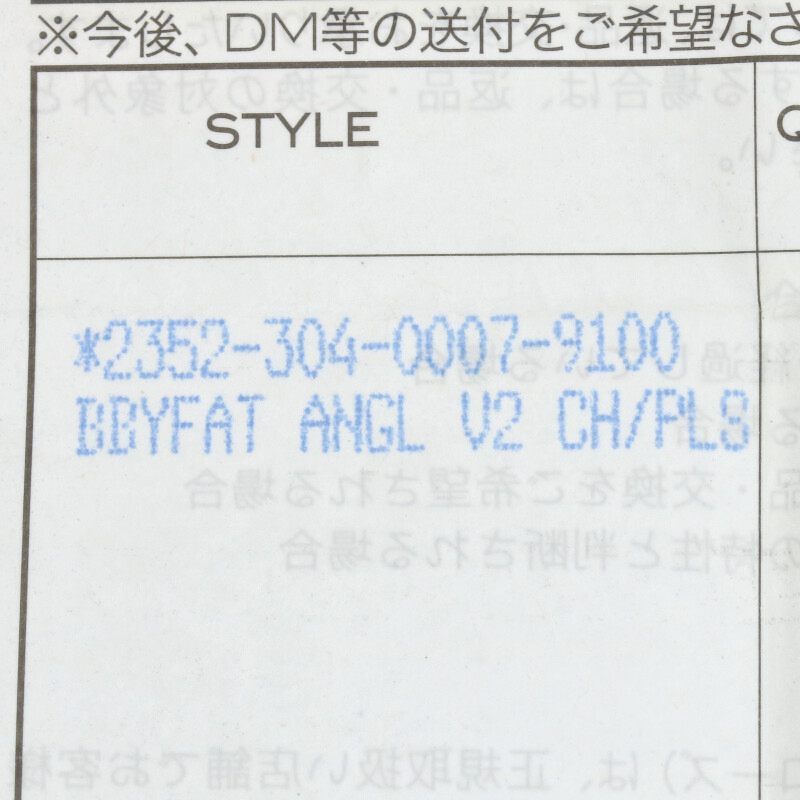 ※今後、DM等の送付をご希望なさ
STYLE
Q
*2352-304-0007-9100
BBYFAT ANGL V2 CH/PLS